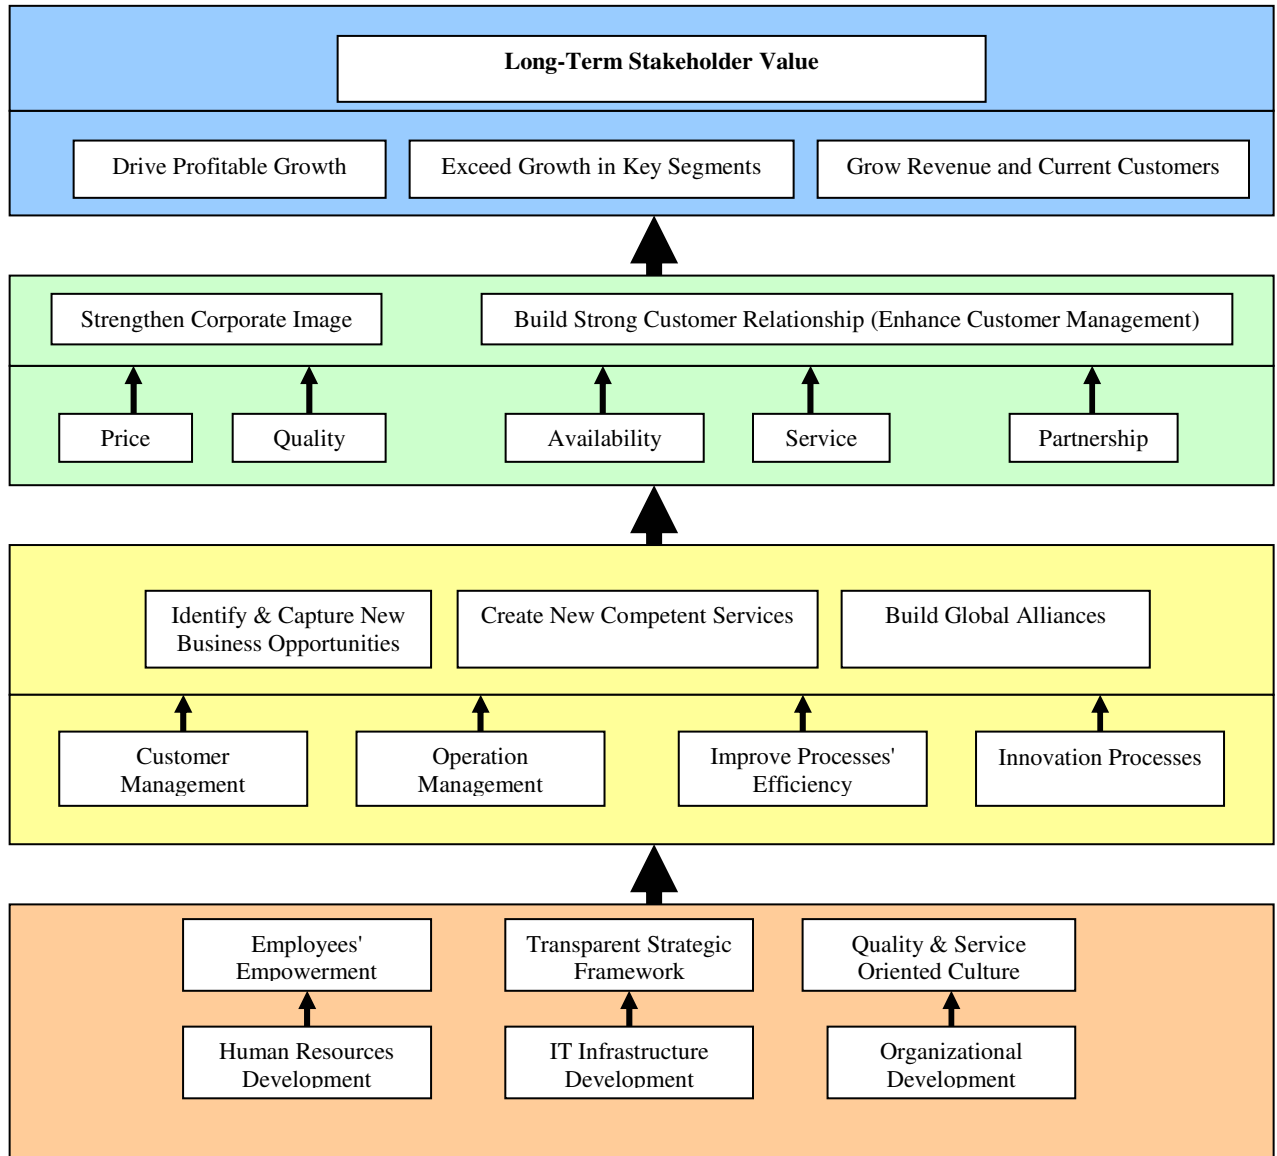 Long-Term Stakeholder Value
Drive Profitable Growth
Exceed Growth in Key Segments
Grow Revenue and Current Customers
Strengthen Corporate Image
Build Strong Customer Relationship (Enhance Customer Management)
Price
Quality
Availability
Service
Partnership
Identify & Capture New
Business Opportunities
Create New Competent Services
Build Global Alliances
Customer
Management
Operation
Management
Improve Processes'
Efficiency
Innovation Processes
Employees'
Empowerment
Transparent Strategic
Framework
Quality & Service
Oriented Culture
Human Resources
Development
IT Infrastructure
Development
Organizational
Development